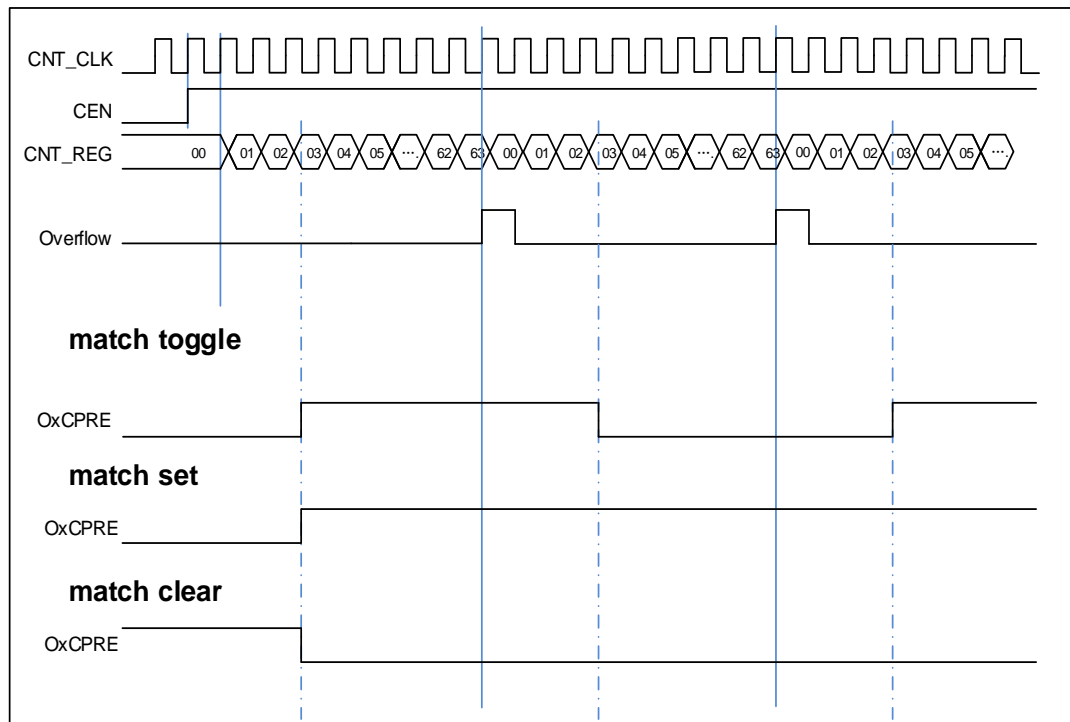 CNT_CLK
CEN
CNT_REG 00 01 02 03 04 05 ···. 62 63 00 01 02 03 04 05 ···. 62 63 00 01 02 03 04 05 ···.
Overflow
match toggle
OxCPRE
match set
OxCPRE
match clear
OxCPRE